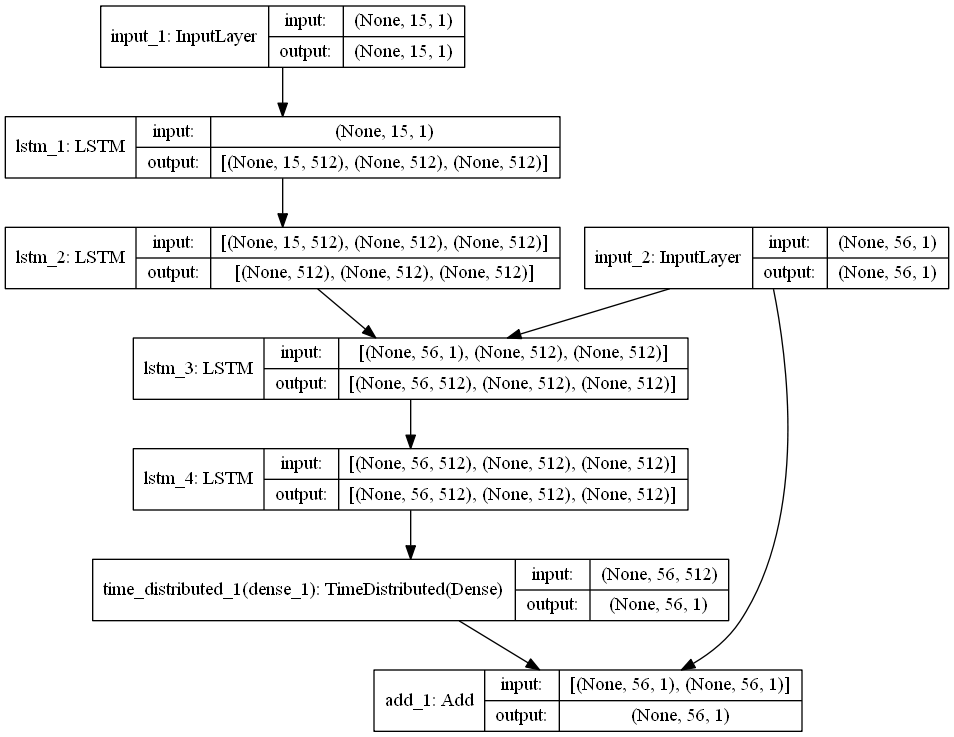 input_1: InputLayer
input: (None, 15, 1)
output: (None, 15, 1)
lstm_1: LSTM
input: (None, 15, 1)
output: [(None, 15, 512), (None, 512), (None, 512)]
lstm_2: LSTM
input: [(None, 15, 512), (None, 512), (None, 512)]
output: [(None, 512), (None, 512), (None, 512)]
input_2: InputLayer
input: (None, 56, 1)
output: (None, 56, 1)
lstm_3: LSTM
input: [(None, 56, 1), (None, 512), (None, 512)]
output: [(None, 56, 512), (None, 512), (None, 512)]
lstm_4: LSTM
input: [(None, 56, 512), (None, 512), (None, 512)]
output: [(None, 56, 512), (None, 512), (None, 512)]
time_distributed_1(dense_1): TimeDistributed(Dense)
input: (None, 56, 512)
output: (None, 56, 1)
add_1: Add
input: [(None, 56, 1), (None, 56, 1)]
output: (None, 56, 1)